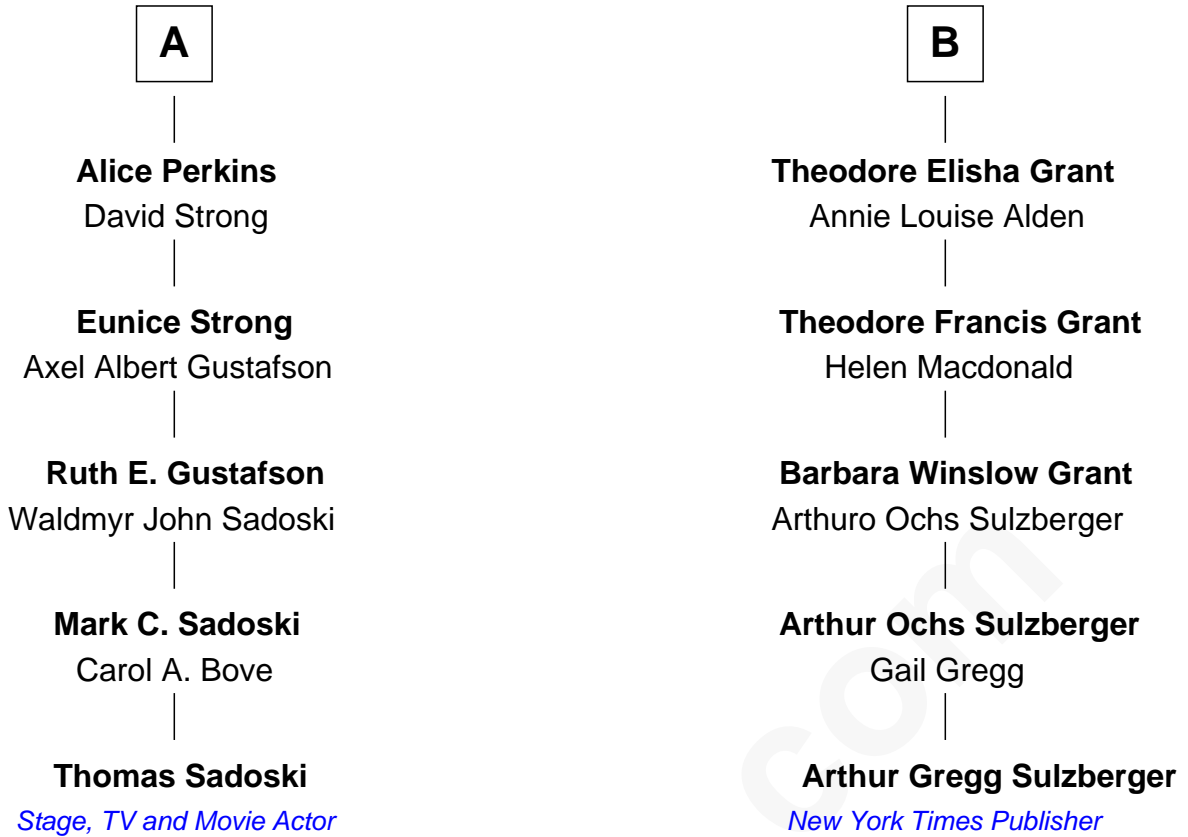 A
Alice Perkins
David Strong
Eunice Strong
Axel Albert Gustafson
Ruth E. Gustafson
Waldmyr John Sadoski
Mark C. Sadoski
Carol A. Bove
Thomas Sadoski
Stage, TV and Movie Actor
B
Theodore Elisha Grant
Annie Louise Alden
Theodore Francis Grant
Helen Macdonald
Barbara Winslow Grant
Arthuro Ochs Sulzberger
Arthur Ochs Sulzberger
Gail Gregg
Arthur Gregg Sulzberger
New York Times Publisher
com